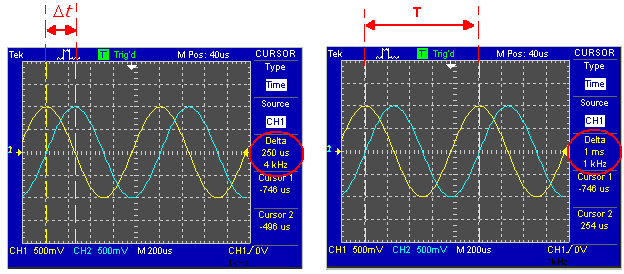 Δt
Tek
T Trig'd
M Pos: 40us
CURSOR
Type
Time
Source
CH1
Delta
250 us
4 kHz
Cursor 1
-746 us
Cursor 2
-496 us
1
CH1 500mV
CH2 500mV
M 200us
CH1 / 0V
T
Tek
T Trig'd
M Pos: 40us
CURSOR
Type
Time
Source
CH1
Delta
1 ms
1 kHz
Cursor 1
-746 us
Cursor 2
254 us
1
CH1 500mV
CH2 500mV
M 200us
CH1 / 0V